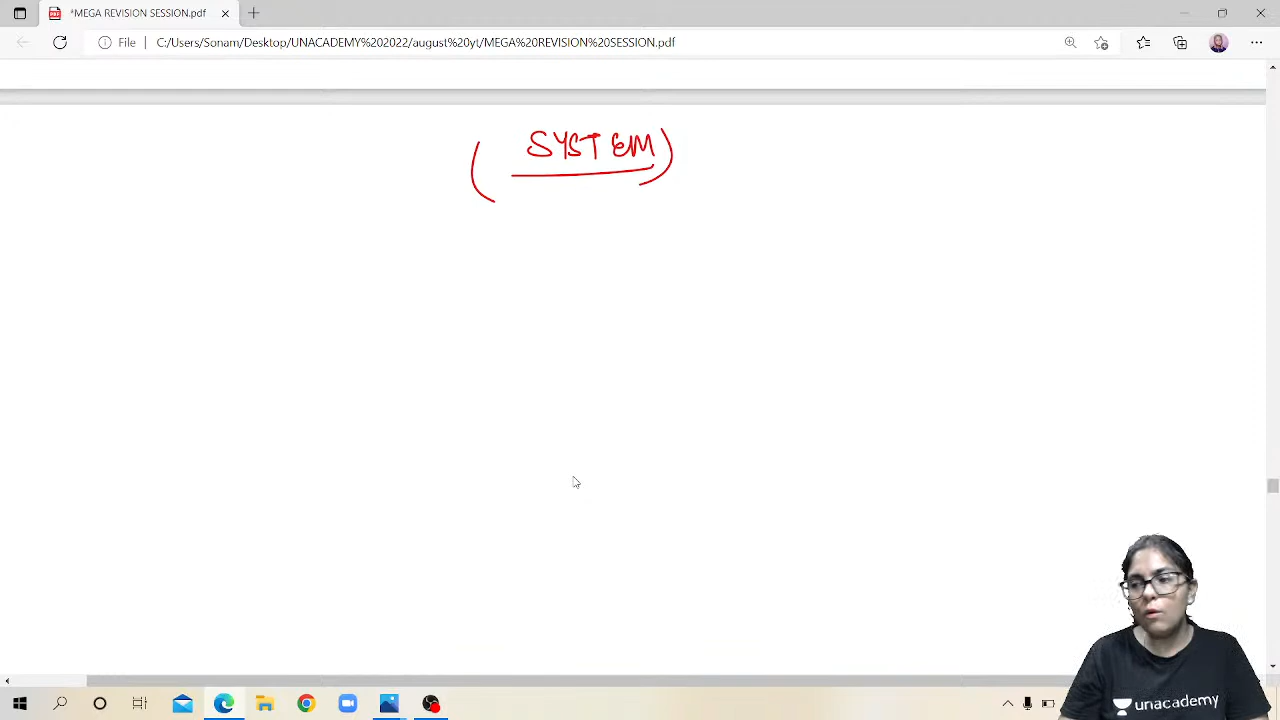 *MEGA REVISION SESSION.pdf
File
C:/Users/Sonam/Desktop/UNACADEMY%202022/august%20yt/MEGA%20REVISION%20SESSION.pdf
( SYSTEM )
unacademy